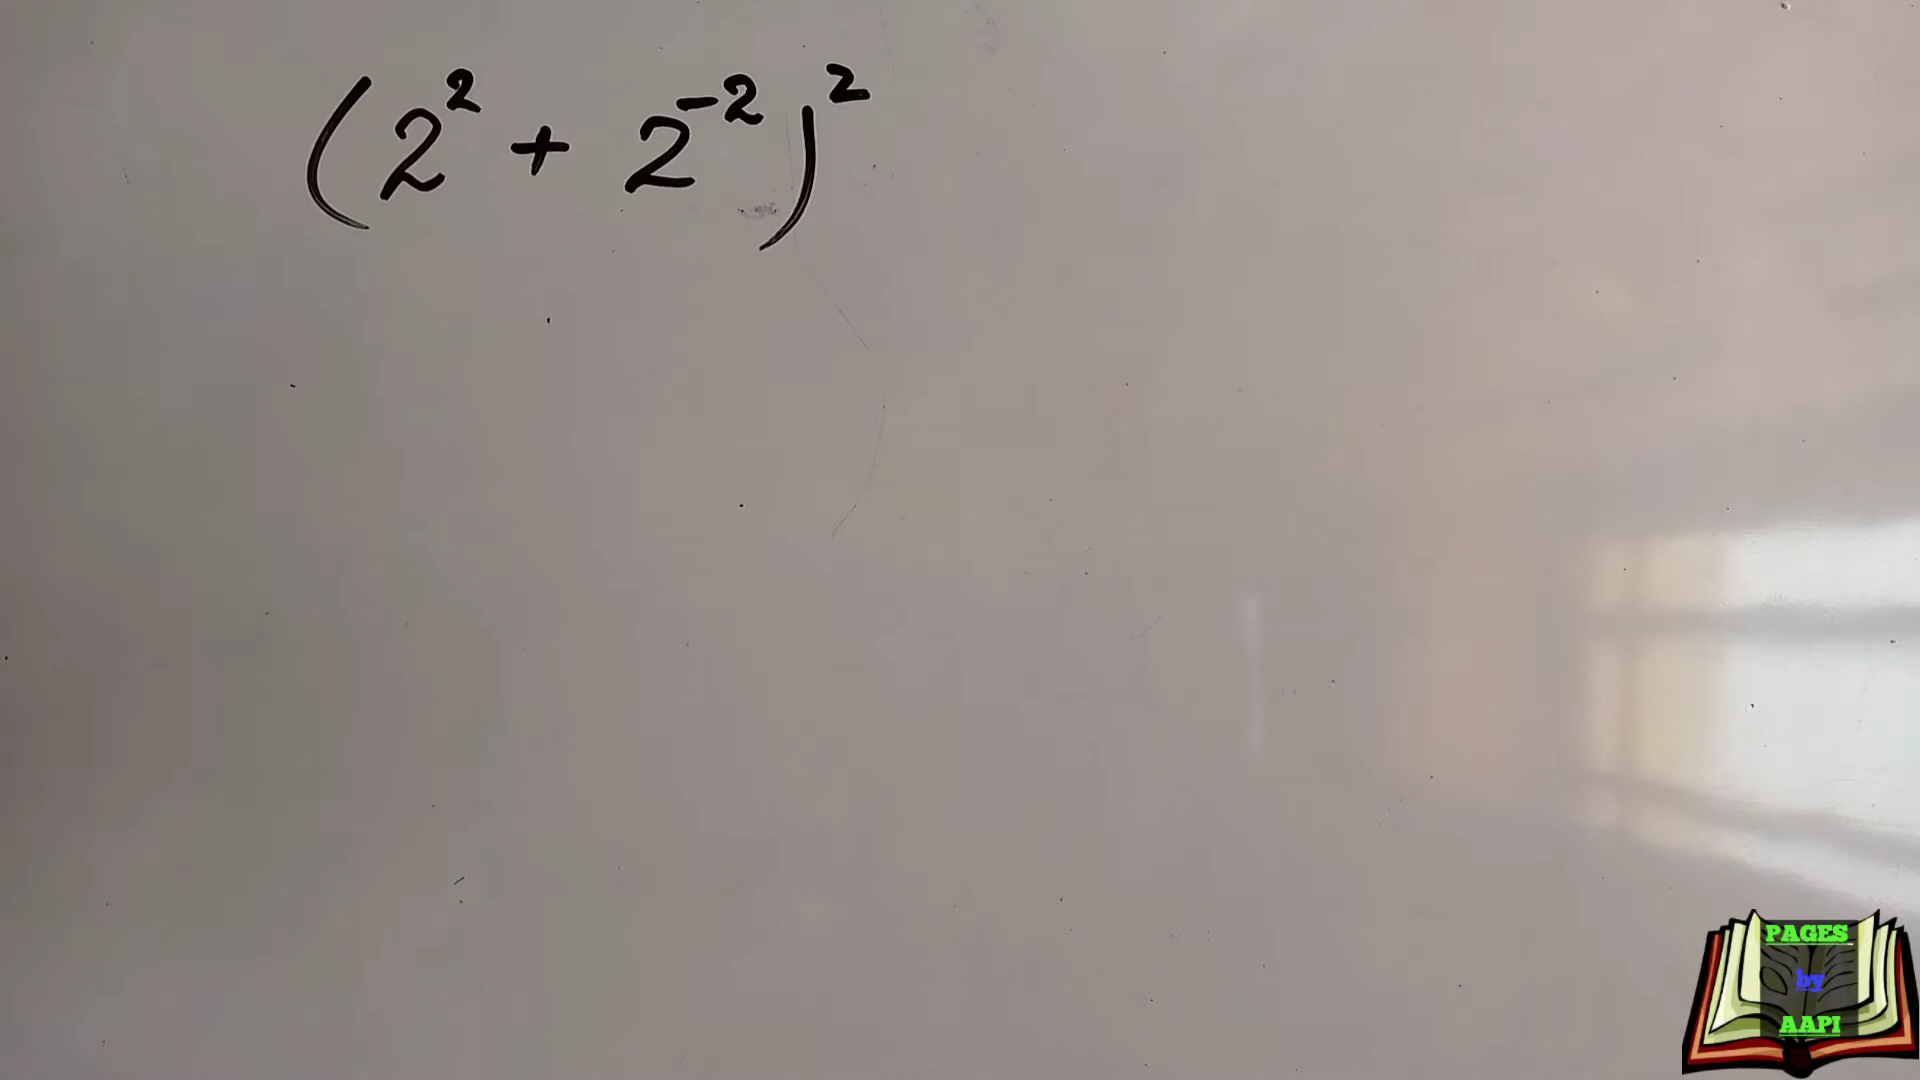 (2² + 2⁻²)²
PAGES
by
AAPI